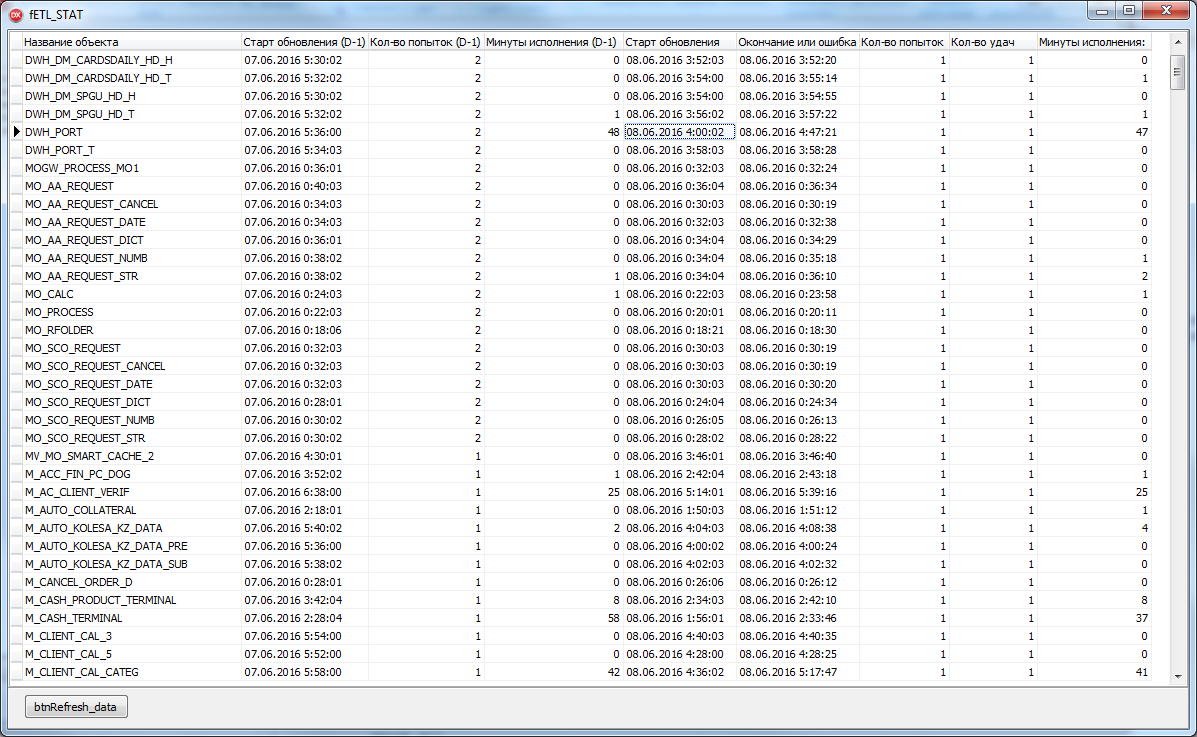 DX fETL_STAT
Название объекта Старт обновления (D-1) Кол-во попыток (D-1) Минуты исполнения (D-1) Старт обновления Окончание или ошибка Кол-во попыток Кол-во удач Минуты исполнения:
DWH_DM_CARDSDAILY_HD_H 07.06.2016 5:30:02 2 0 08.06.2016 3:52:03 08.06.2016 3:52:20 1 1 0
DWH_DM_CARDSDAILY_HD_T 07.06.2016 5:32:02 2 0 08.06.2016 3:54:00 08.06.2016 3:55:14 1 1 1
DWH_DM_SPGU_HD_H 07.06.2016 5:30:02 2 0 08.06.2016 3:54:00 08.06.2016 3:54:55 1 1 0
DWH_DM_SPGU_HD_T 07.06.2016 5:32:02 2 1 08.06.2016 3:56:02 08.06.2016 3:57:22 1 1 1
DWH_PORT 07.06.2016 5:36:00 2 48 08.06.2016 4:00:02 08.06.2016 4:47:21 1 1 47
DWH_PORT_T 07.06.2016 5:34:03 2 0 08.06.2016 3:58:03 08.06.2016 3:58:28 1 1 0
MOGW_PROCESS_MO1 07.06.2016 0:36:01 2 0 08.06.2016 0:32:03 08.06.2016 0:32:24 1 1 0
MO_AA_REQUEST 07.06.2016 0:40:03 2 0 08.06.2016 0:36:04 08.06.2016 0:36:34 1 1 0
MO_AA_REQUEST_CANCEL 07.06.2016 0:34:03 2 0 08.06.2016 0:30:03 08.06.2016 0:30:19 1 1 0
MO_AA_REQUEST_DATE 07.06.2016 0:34:03 2 0 08.06.2016 0:32:03 08.06.2016 0:32:38 1 1 0
MO_AA_REQUEST_DICT 07.06.2016 0:36:01 2 0 08.06.2016 0:34:04 08.06.2016 0:34:29 1 1 0
MO_AA_REQUEST_NUMB 07.06.2016 0:38:02 2 0 08.06.2016 0:34:04 08.06.2016 0:35:18 1 1 1
MO_AA_REQUEST_STR 07.06.2016 0:38:02 2 1 08.06.2016 0:34:04 08.06.2016 0:36:10 1 1 2
MO_CALC 07.06.2016 0:24:03 2 1 08.06.2016 0:22:03 08.06.2016 0:23:58 1 1 1
MO_PROCESS 07.06.2016 0:22:03 2 0 08.06.2016 0:20:01 08.06.2016 0:20:11 1 1 0
MO_RFOLDER 07.06.2016 0:18:06 2 0 08.06.2016 0:18:21 08.06.2016 0:18:30 1 1 0
MO_SCO_REQUEST 07.06.2016 0:32:03 2 0 08.06.2016 0:30:03 08.06.2016 0:30:19 1 1 0
MO_SCO_REQUEST_CANCEL 07.06.2016 0:32:03 2 0 08.06.2016 0:30:03 08.06.2016 0:30:19 1 1 0
MO_SCO_REQUEST_DATE 07.06.2016 0:32:03 2 0 08.06.2016 0:30:03 08.06.2016 0:30:20 1 1 0
MO_SCO_REQUEST_DICT 07.06.2016 0:28:01 2 0 08.06.2016 0:24:04 08.06.2016 0:24:34 1 1 0
MO_SCO_REQUEST_NUMB 07.06.2016 0:30:02 2 0 08.06.2016 0:26:05 08.06.2016 0:26:13 1 1 0
MO_SCO_REQUEST_STR 07.06.2016 0:30:02 2 0 08.06.2016 0:28:02 08.06.2016 0:28:22 1 1 0
MV_MO_SMART_CACHE_2 07.06.2016 4:30:01 1 0 08.06.2016 3:46:01 08.06.2016 3:46:40 1 1 0
M_ACC_FIN_PC_DOG 07.06.2016 3:52:02 1 1 08.06.2016 2:42:04 08.06.2016 2:43:18 1 1 1
M_AC_CLIENT_VERIF 07.06.2016 6:38:00 1 25 08.06.2016 5:14:01 08.06.2016 5:39:16 1 1 25
M_AUTO_COLLATERAL 07.06.2016 2:18:01 1 0 08.06.2016 1:50:03 08.06.2016 1:51:12 1 1 1
M_AUTO_KOLESA_KZ_DATA 07.06.2016 5:40:02 1 2 08.06.2016 4:04:03 08.06.2016 4:08:38 1 1 4
M_AUTO_KOLESA_KZ_DATA_PRE 07.06.2016 5:36:00 1 0 08.06.2016 4:00:02 08.06.2016 4:00:24 1 1 0
M_AUTO_KOLESA_KZ_DATA_SUB 07.06.2016 5:38:02 1 0 08.06.2016 4:02:03 08.06.2016 4:02:32 1 1 0
M_CANCEL_ORDER_D 07.06.2016 0:28:01 1 0 08.06.2016 0:26:06 08.06.2016 0:26:12 1 1 0
M_CASH_PRODUCT_TERMINAL 07.06.2016 3:42:04 1 8 08.06.2016 2:34:03 08.06.2016 2:42:10 1 1 8
M_CASH_TERMINAL 07.06.2016 2:28:04 1 58 08.06.2016 1:56:01 08.06.2016 2:33:46 1 1 37
M_CLIENT_CAL_3 07.06.2016 5:54:00 1 0 08.06.2016 4:40:03 08.06.2016 4:40:35 1 1 0
M_CLIENT_CAL_5 07.06.2016 5:52:00 1 0 08.06.2016 4:28:00 08.06.2016 4:28:25 1 1 0
M_CLIENT_CAL_CATEG 07.06.2016 5:58:00 1 42 08.06.2016 4:36:02 08.06.2016 5:17:47 1 1 41
btnRefresh_data